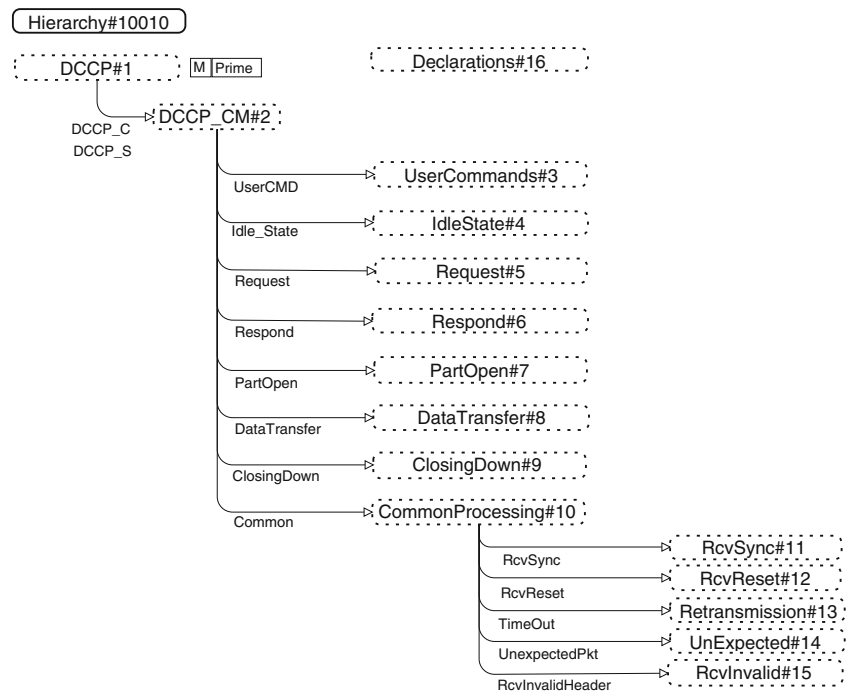 Hierarchy#10010
DCCP#1
M Prime
Declarations#16
DCCP_CM#2
DCCP_C
DCCP_S
UserCommands#3
UserCMD
IdleState#4
Idle_State
Request#5
Request
Respond#6
Respond
PartOpen#7
PartOpen
DataTransfer#8
DataTransfer
ClosingDown#9
ClosingDown
CommonProcessing#10
Common
RcvSync#11
RcvSync
RcvReset#12
RcvReset
Retransmission#13
TimeOut
UnExpected#14
UnexpectedPkt
RcvInvalid#15
RcvInvalidHeader